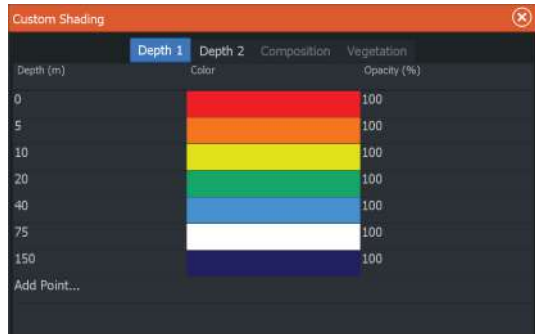 Custom Shading
Depth 1 Depth 2 Composition Vegetation
Depth (m) Color Opacity (%)
0 100
5 100
10 100
20 100
40 100
75 100
150 100
Add Point...